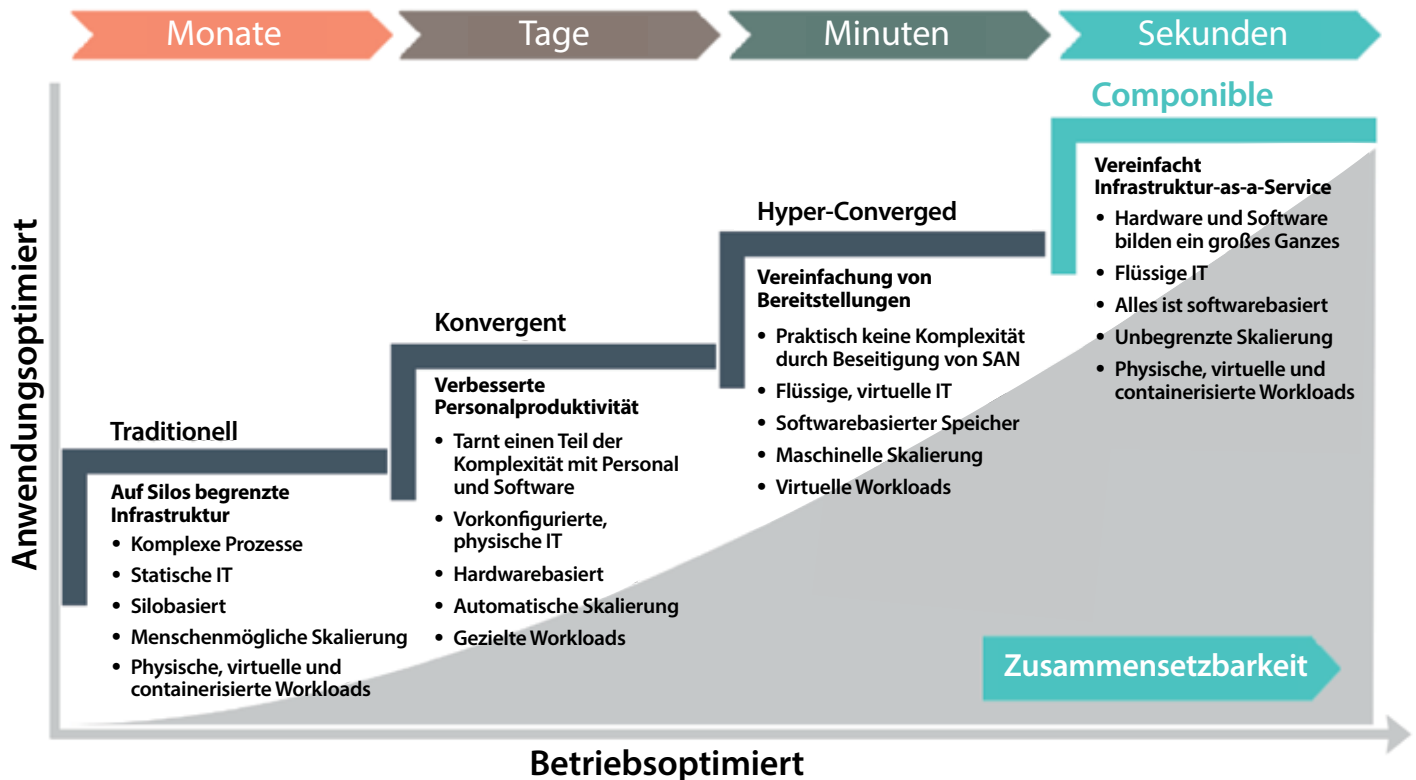 Monate
Tage
Minuten
Sekunden
Componible
Vereinfacht
Infrastruktur-as-a-Service
• Hardware und Software
bilden ein großes Ganzes
• Flüssige IT
• Alles ist softwarebasiert
• Unbegrenzte Skalierung
• Physische, virtuelle und
containerisierte Workloads
Hyper-Converged
Vereinfachung von
Bereitstellungen
• Praktisch keine Komplexität
durch Beseitigung von SAN
• Flüssige, virtuelle IT
• Softwarebasierter Speicher
• Maschinelle Skalierung
• Virtuelle Workloads
Konvergent
Verbesserte
Personalproduktivität
• Tarnt einen Teil der
Komplexität mit Personal
und Software
• Vorkonfigurierte,
physische IT
• Hardwarebasiert
• Automatische Skalierung
• Gezielte Workloads
Traditionell
Auf Silos begrenzte
Infrastruktur
• Komplexe Prozesse
• Statische IT
• Silobasiert
• Menschenmögliche Skalierung
• Physische, virtuelle und
containerisierte Workloads
Zusammensetzbarkeit
Anwendungsoptimiert
Betriebsoptimiert